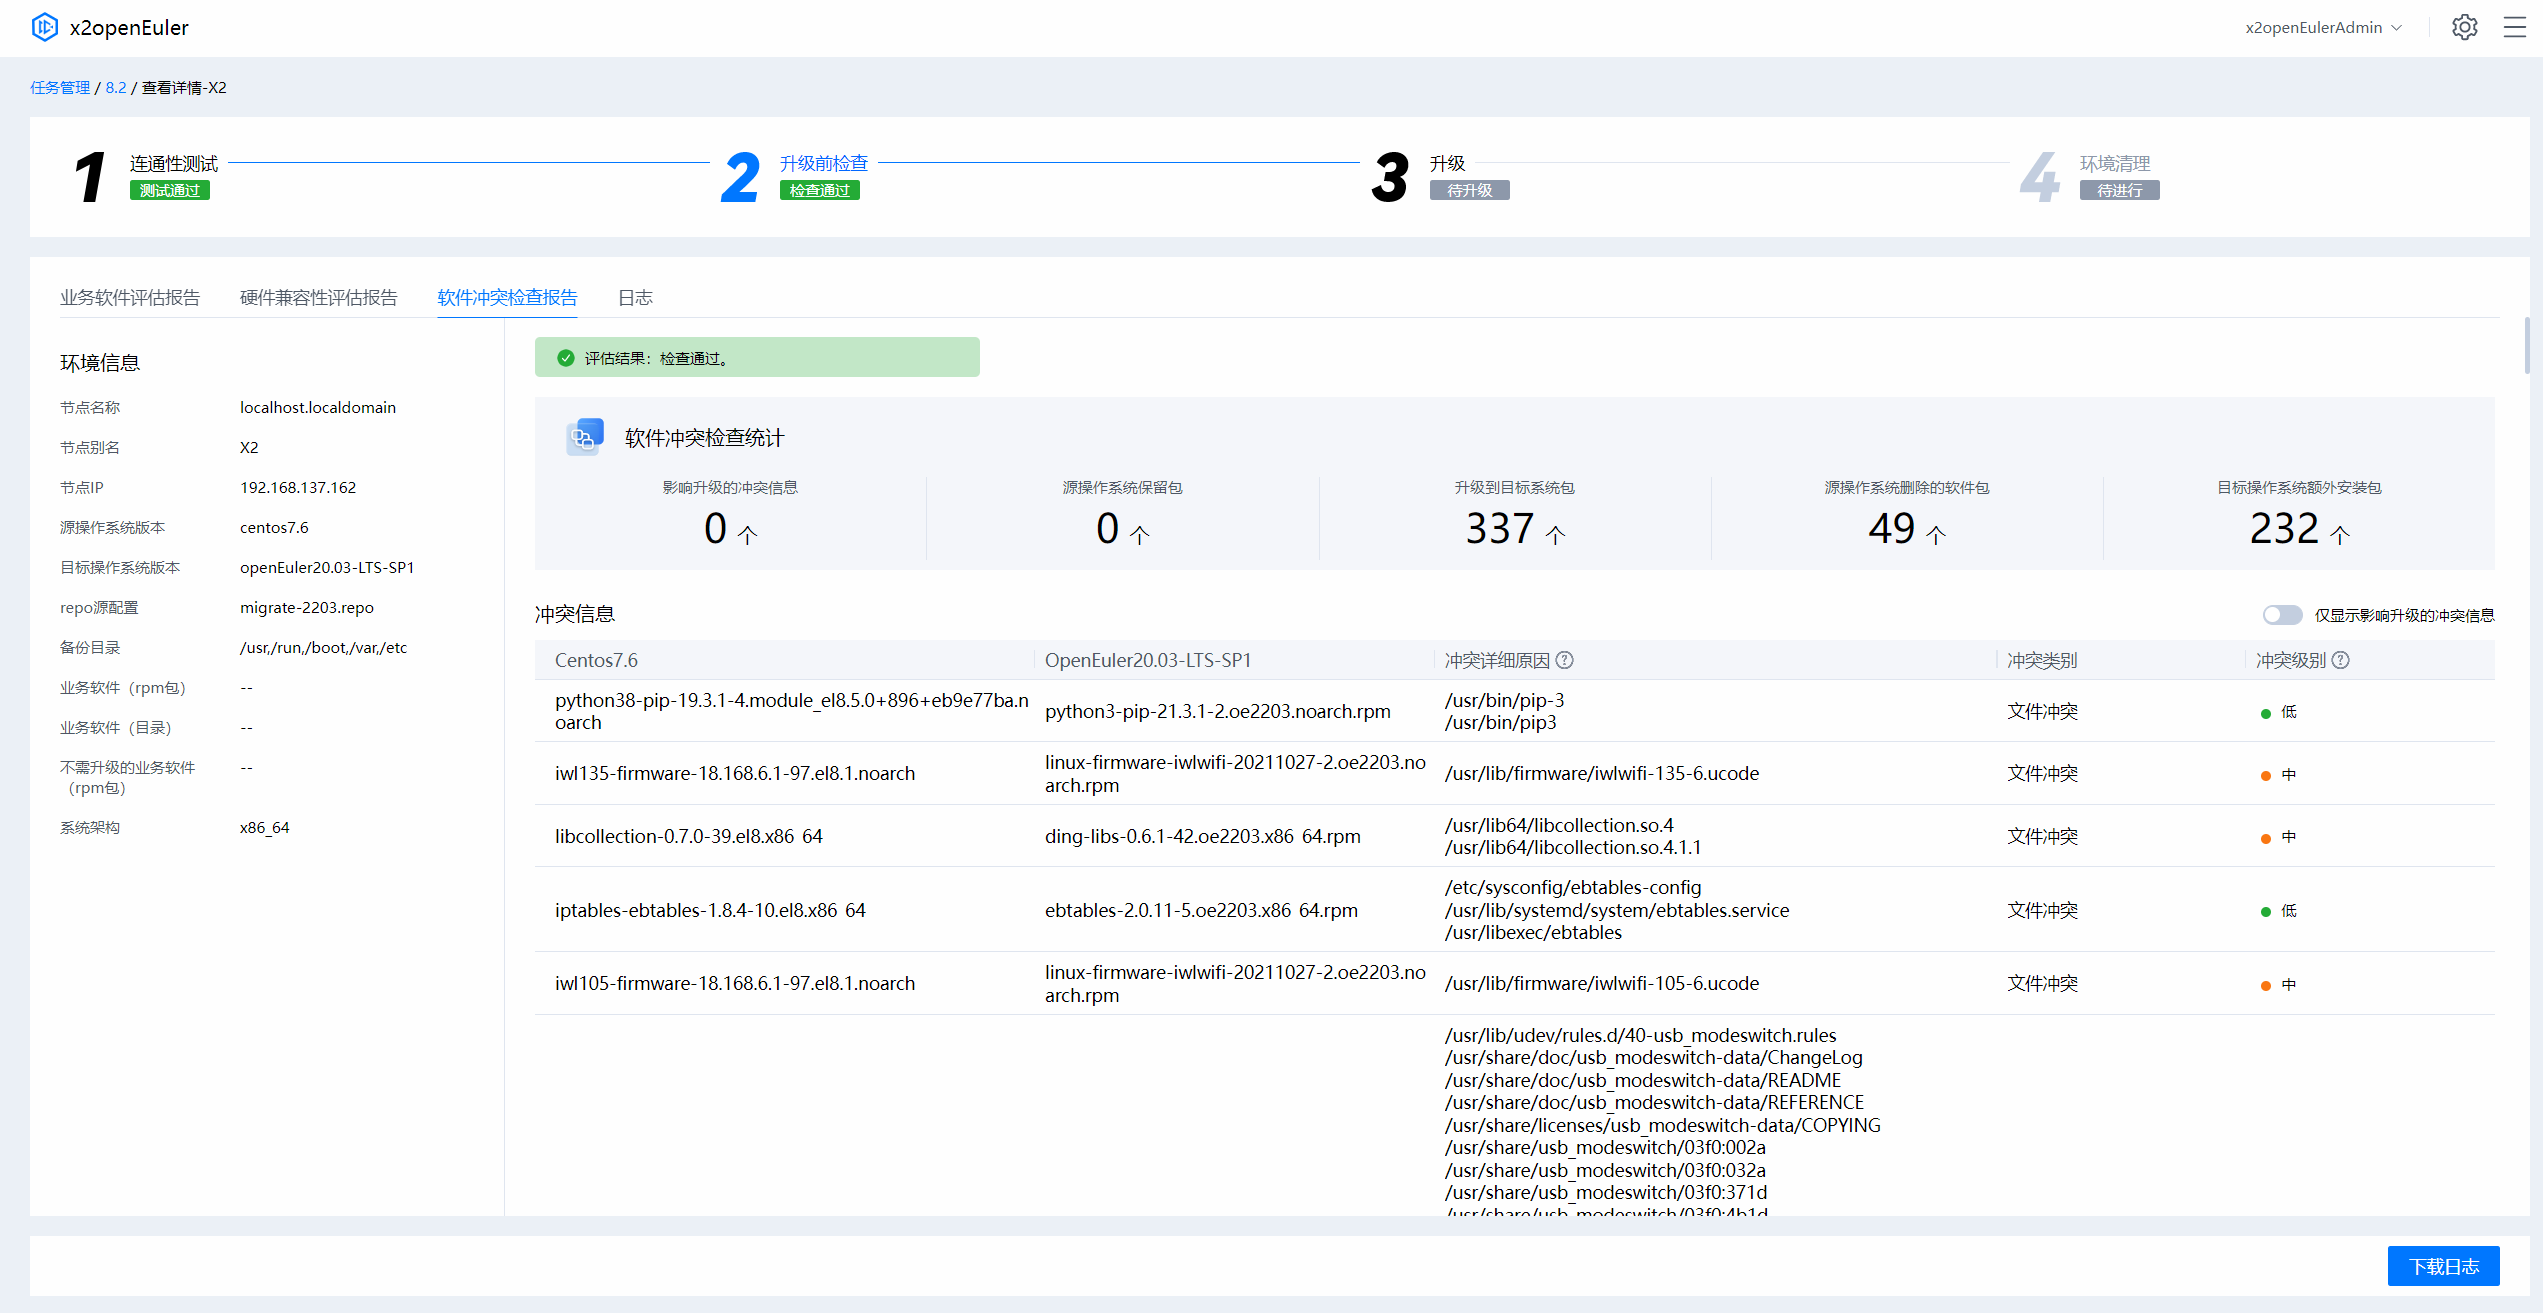 x2openEuler
x2openEulerAdmin
任务管理 / 8.2 / 查看详情-X2
1 连通性测试
测试通过
2 升级前检查
检查通过
3 升级
待升级
4 环境清理
待进行
业务软件评估报告 硬件兼容性评估报告 软件冲突检查报告 日志
环境信息
节点名称 localhost.localdomain
节点别名 X2
节点IP 192.168.137.162
源操作系统版本 centos7.6
目标操作系统版本 openEuler20.03-LTS-SP1
repo源配置 migrate-2203.repo
备份目录 /usr,/run,/boot,/var,/etc
业务软件（rpm包） --
业务软件（目录） --
不需升级的业务软件 --
（rpm包）
系统架构 x86_64
评估结果：检查通过。
软件冲突检查统计
影响升级的冲突信息 源操作系统保留包 升级到目标系统包 源操作系统删除的软件包 目标操作系统额外安装包
0 个 0 个 337 个 49 个 232 个
冲突信息 仅显示影响升级的冲突信息
Centos7.6 OpenEuler20.03-LTS-SP1 冲突详细原因 ? 冲突类别 冲突级别 ?
python38-pip-19.3.1-4.module_el8.5.0+896+eb9e77ba.n
oarch
python3-pip-21.3.1-2.oe2203.noarch.rpm
/usr/bin/pip-3
/usr/bin/pip3
文件冲突 低
iwl135-firmware-18.168.6.1-97.el8.1.noarch
linux-firmware-iwlwifi-20211027-2.oe2203.no
arch.rpm
/usr/lib/firmware/iwlwifi-135-6.ucode
文件冲突 中
libcollection-0.7.0-39.el8.x86_64
ding-libs-0.6.1-42.oe2203.x86_64.rpm
/usr/lib64/libcollection.so.4
/usr/lib64/libcollection.so.4.1.1
文件冲突 中
iptables-ebtables-1.8.4-10.el8.x86_64
ebtables-2.0.11-5.oe2203.x86_64.rpm
/etc/sysconfig/ebtables-config
/usr/lib/systemd/system/ebtables.service
/usr/libexec/ebtables
文件冲突 低
iwl105-firmware-18.168.6.1-97.el8.1.noarch
linux-firmware-iwlwifi-20211027-2.oe2203.no
arch.rpm
/usr/lib/firmware/iwlwifi-105-6.ucode
文件冲突 中
/usr/lib/udev/rules.d/40-usb_modeswitch.rules
/usr/share/doc/usb_modeswitch-data/ChangeLog
/usr/share/doc/usb_modeswitch-data/README
/usr/share/doc/usb_modeswitch-data/REFERENCE
/usr/share/licenses/usb_modeswitch-data/COPYING
/usr/share/usb_modeswitch/03f0:002a
/usr/share/usb_modeswitch/03f0:032a
/usr/share/usb_modeswitch/03f0:371d
/usr/share/usb_modeswitch/03f0:4b1d
下载日志